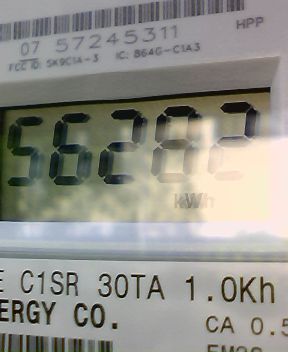 HPP
07 57245311
FCC ID: SK9C1A-3 IC: 864G-C1A3
56282
kWh
E C1SR 30TA 1.0Kh
ERGY CO.
CA 0.5